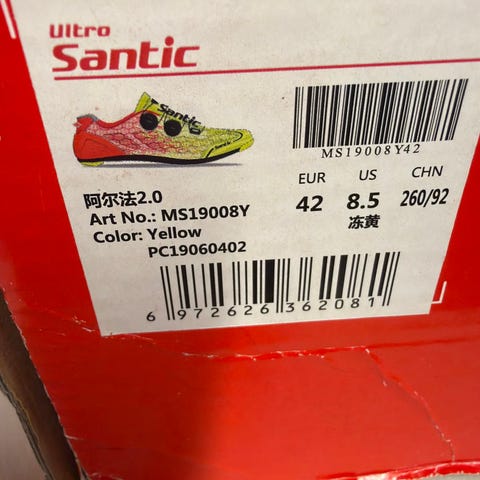 Ultro
Santic
Santic
MS19008Y42
EUR US CHN
42 8.5 260/92
冻黄
阿尔法2.0
Art No.: MS19008Y
Color: Yellow
PC19060402
6 972626 362081